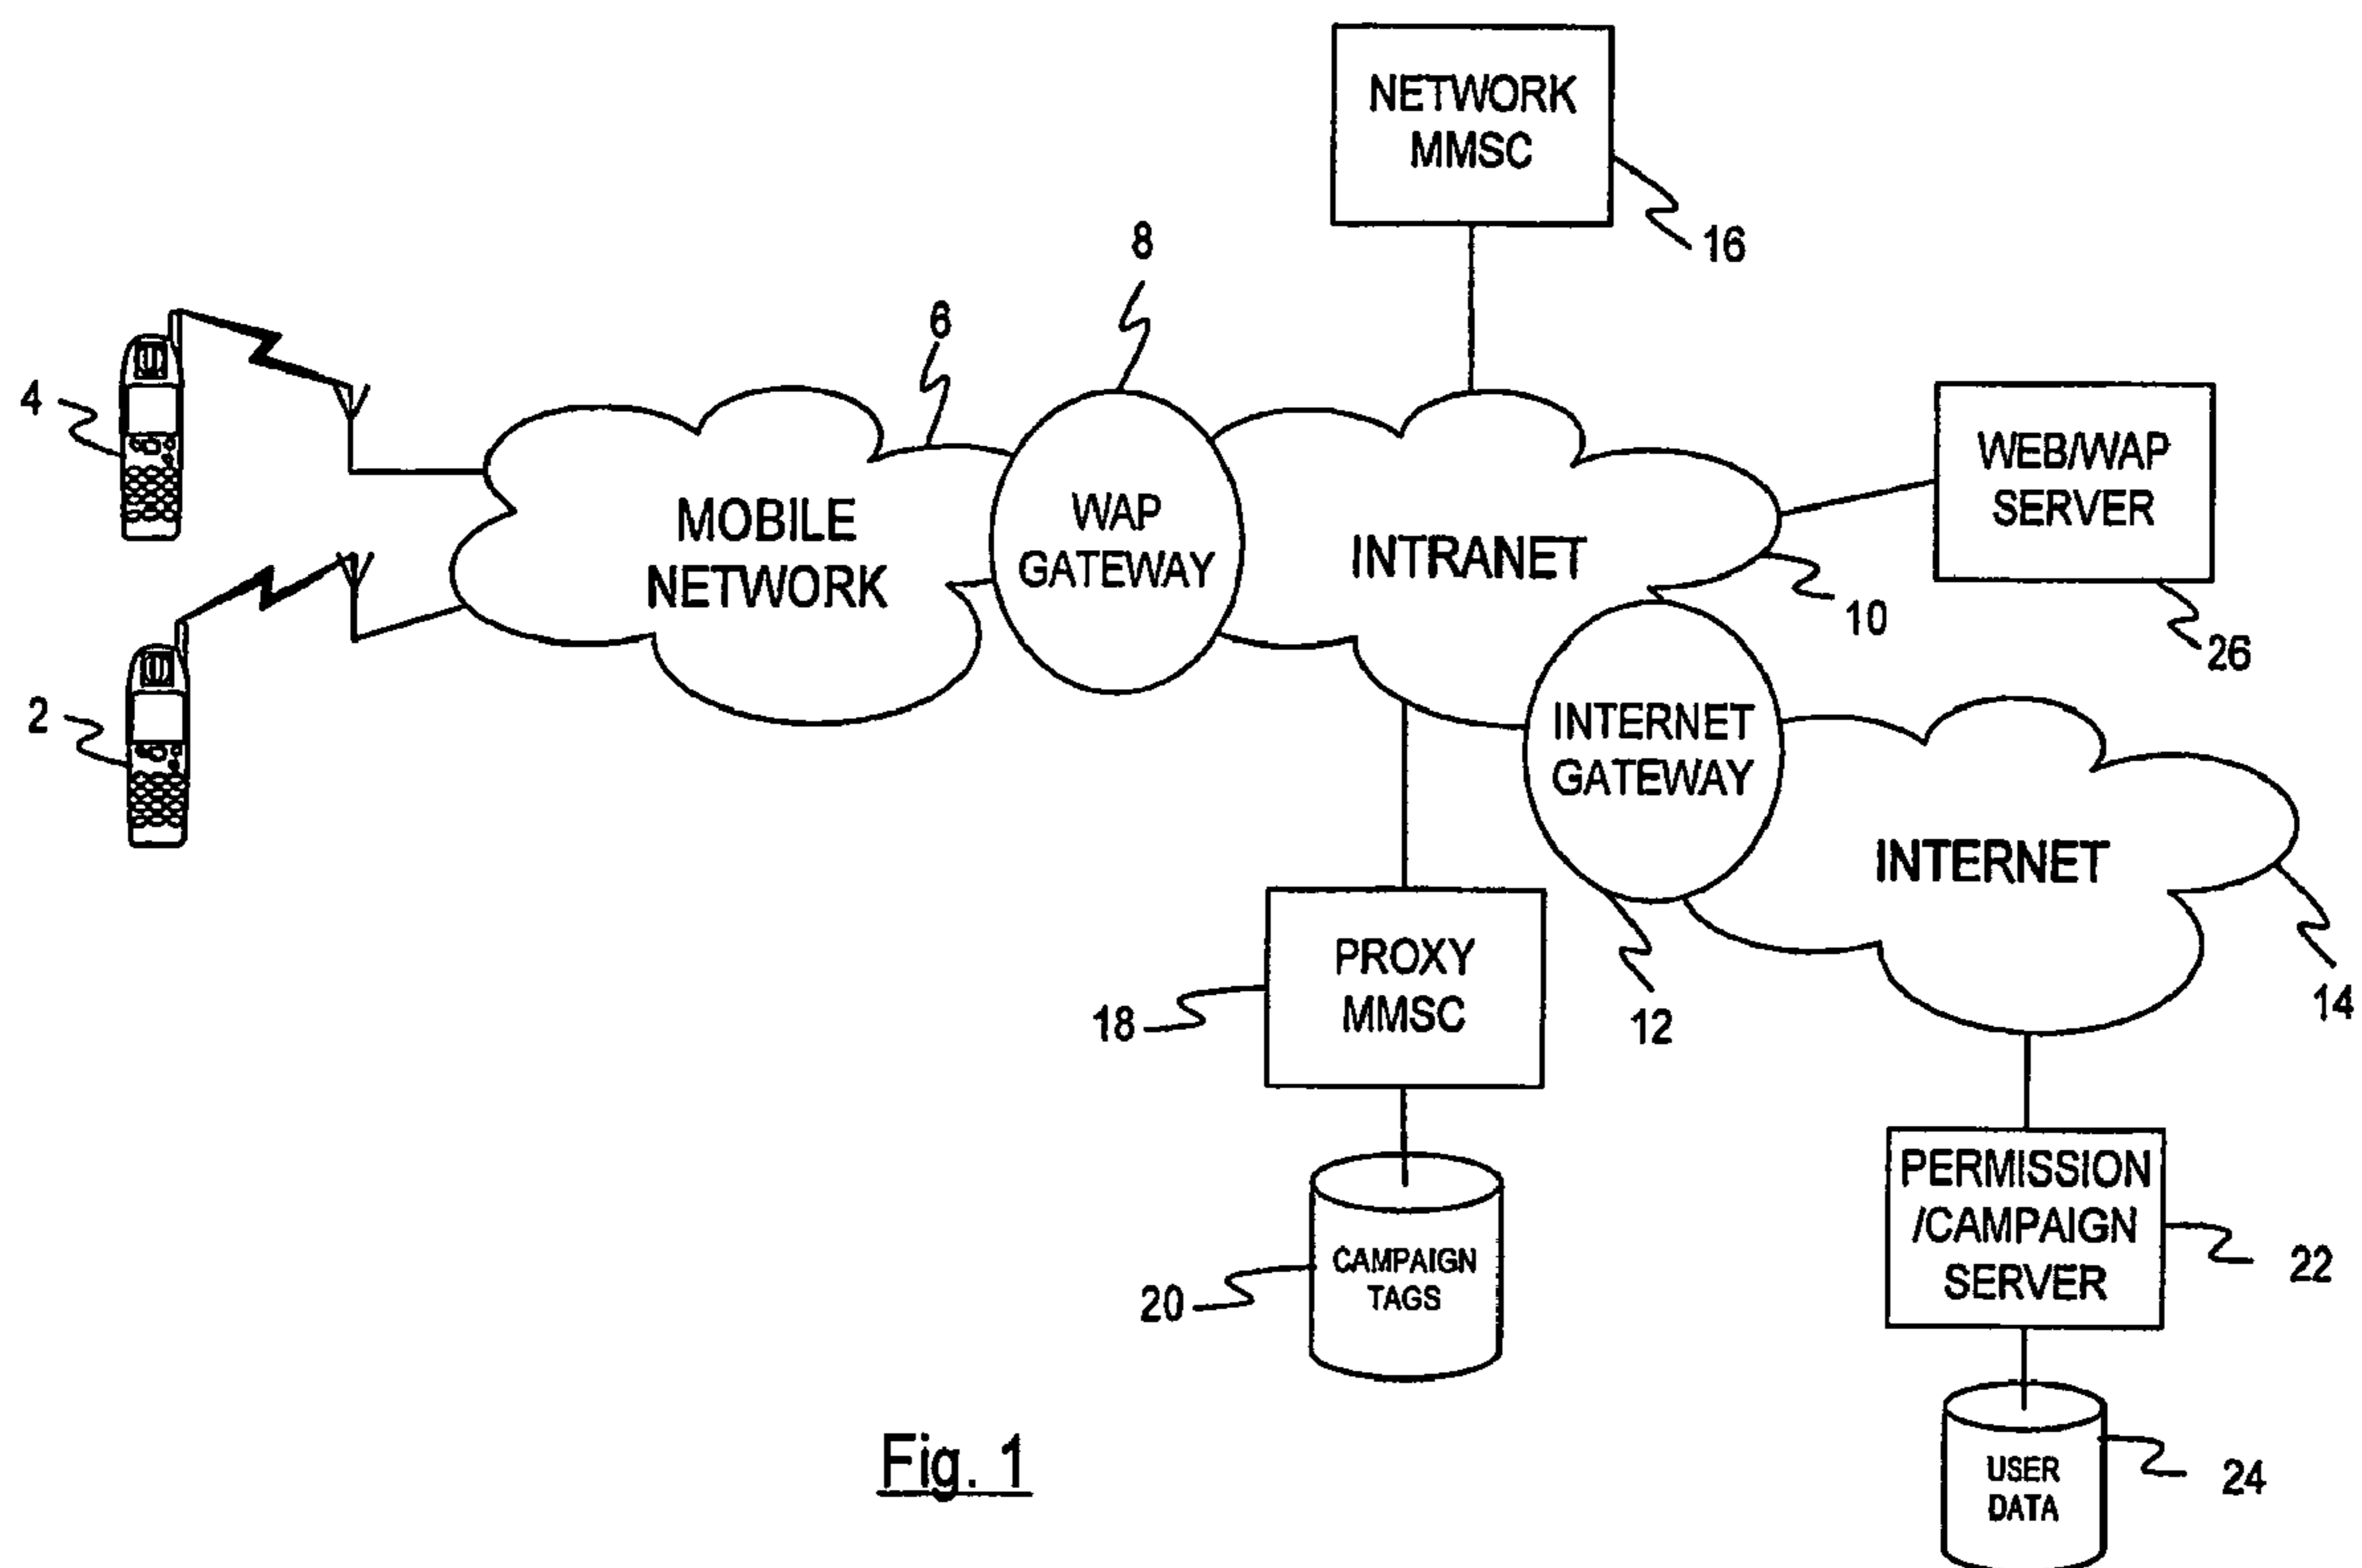 NETWORK
MMSC
16
8
6
4
WEB/WAP
SERVER
MOBILE
NETWORK
WAP
GATEWAY
INTRANET
10
26
2
INTERNET
GATEWAY
INTERNET
PROXY
MMSC
18
12
14
PERMISSION
/CAMPAIGN
SERVER
22
CAMPAIGN
TAGS
20
USER
DATA
24
Fig. 1